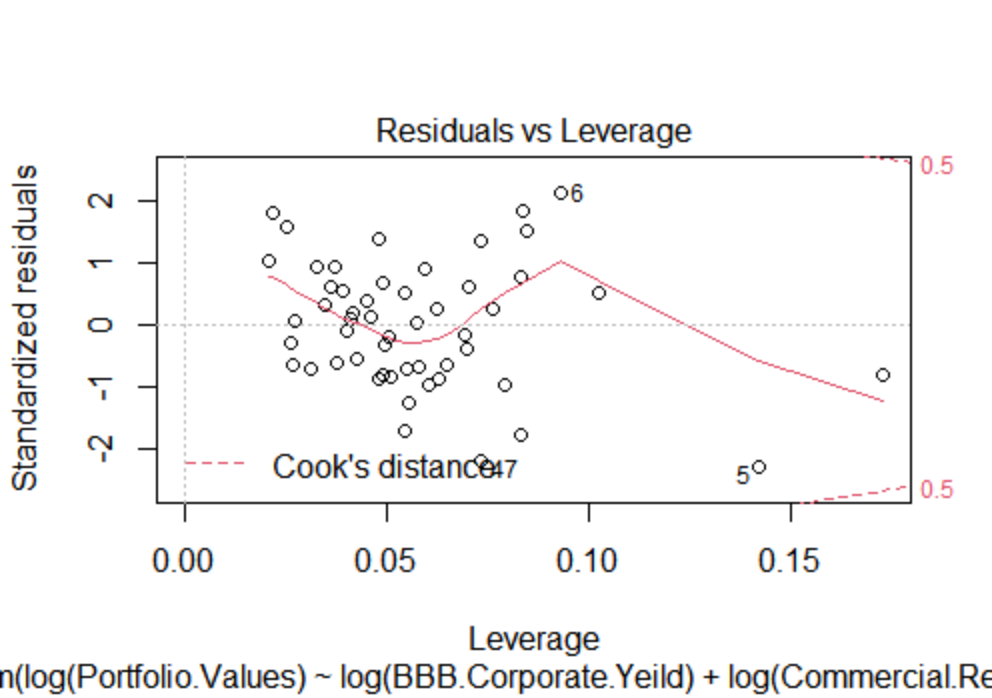 Residuals vs Leverage
Standardized residuals
2
1
0
-1
-2
6
5
47
0.5
0.5
Cook's distance
0.00 0.05 0.10 0.15
Leverage
n(log(Portfolio.Values) ~ log(BBB.Corporate.Yeild) + log(Commercial.Re